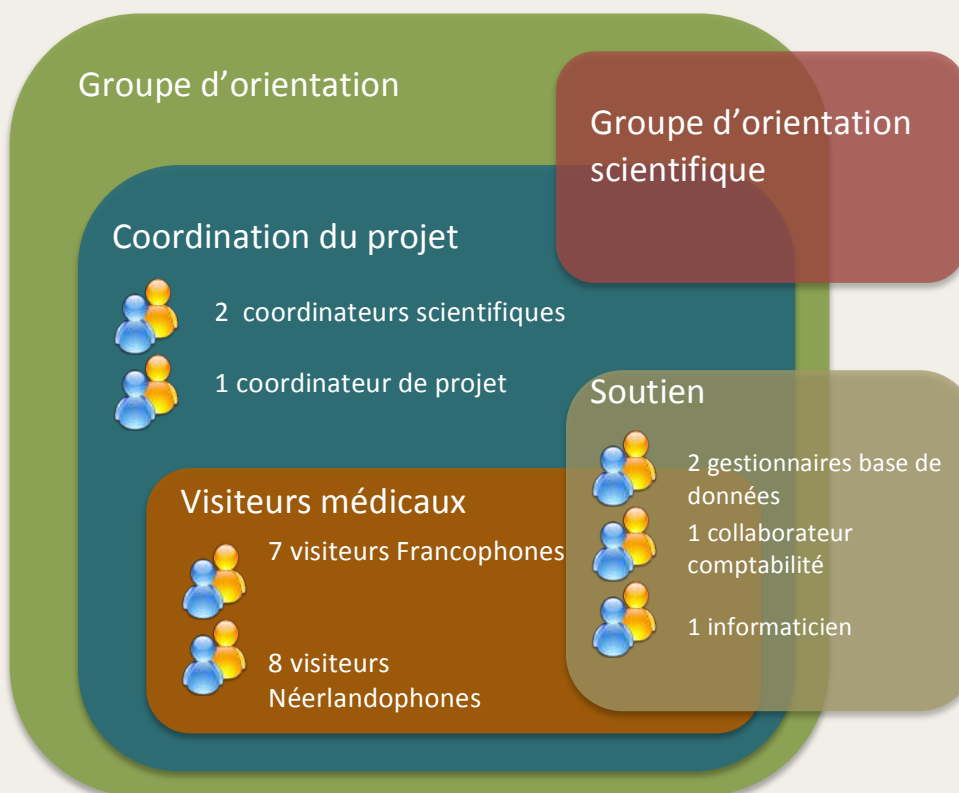 Groupe d’orientation
Groupe d’orientation
scientifique
Coordination du projet
2 coordinateurs scientifiques
1 coordinateur de projet
Soutien
2 gestionnaires base de
données
1 collaborateur
comptabilité
1 informaticien
Visiteurs médicaux
7 visiteurs Francophones
8 visiteurs
Néerlandophones